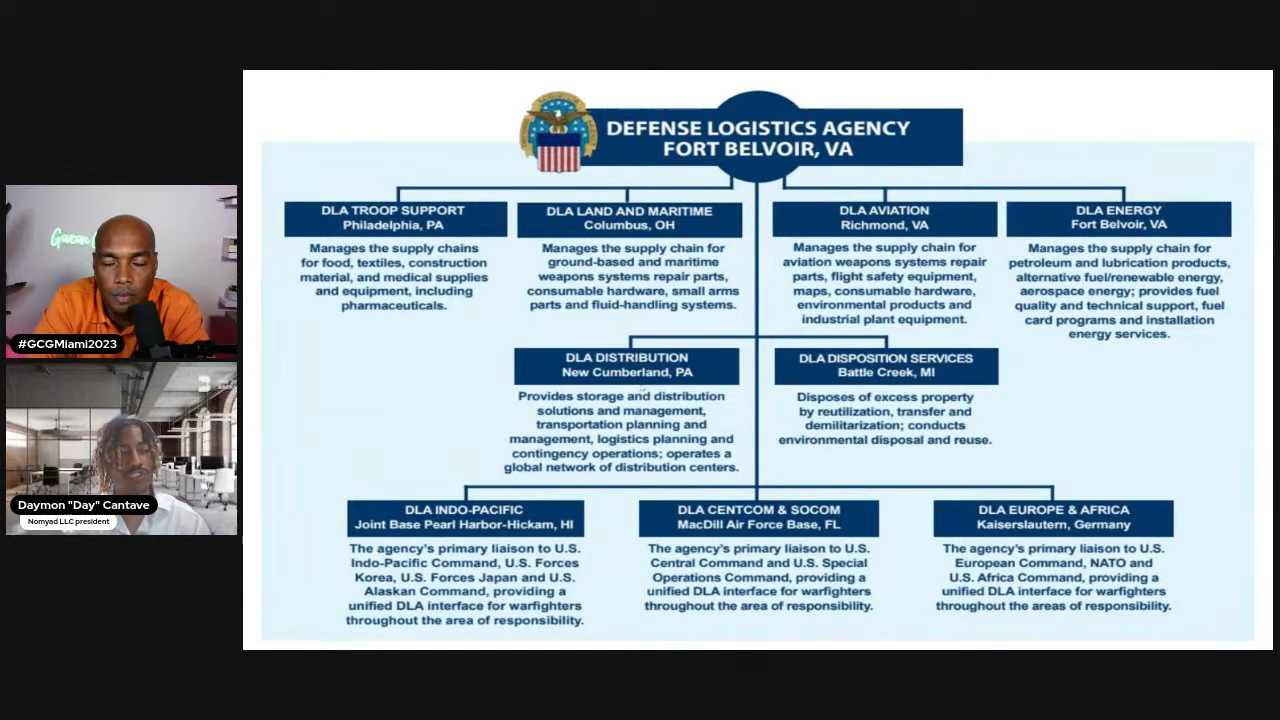 DEFENSE LOGISTICS AGENCY
FORT BELVOIR, VA
DLA TROOP SUPPORT
Philadelphia, PA
Manages the supply chains
for food, textiles, construction
material, and medical supplies
and equipment, including
pharmaceuticals.
DLA LAND AND MARITIME
Columbus, OH
Manages the supply chain for
ground-based and maritime
weapons systems repair parts,
consumable hardware, small arms
parts and fluid-handling systems.
DLA AVIATION
Richmond, VA
Manages the supply chain for
aviation weapons systems repair
parts, flight safety equipment,
maps, consumable hardware,
environmental products and
industrial plant equipment.
DLA ENERGY
Fort Belvoir, VA
Manages the supply chain for
petroleum and lubrication products,
alternative fuel/renewable energy,
aerospace energy; provides fuel
quality and technical support, fuel
card programs and installation
energy services.
DLA DISTRIBUTION
New Cumberland, PA
Provides storage and distribution
solutions and management,
transportation planning and
management, logistics planning and
contingency operations; operates a
global network of distribution centers.
DLA DISPOSITION SERVICES
Battle Creek, MI
Disposes of excess property
by reutilization, transfer and
demilitarization; conducts
environmental disposal and reuse.
DLA INDO-PACIFIC
Joint Base Pearl Harbor-Hickam, HI
The agency's primary liaison to U.S.
Indo-Pacific Command, U.S. Forces
Korea, U.S. Forces Japan and U.S.
Alaskan Command, providing a
unified DLA interface for warfighters
throughout the area of responsibility.
DLA CENTCOM & SOCOM
MacDill Air Force Base, FL
The agency's primary liaison to U.S.
Central Command and U.S. Special
Operations Command, providing a
unified DLA interface for warfighters
throughout the area of responsibility.
DLA EUROPE & AFRICA
Kaiserslautern, Germany
The agency's primary liaison to U.S.
European Command, NATO and
U.S. Africa Command, providing a
unified DLA interface for warfighters
throughout the areas of responsibility.
#GCGMiami2023
Daymon "Day" Cantave
Nomyad LLC president